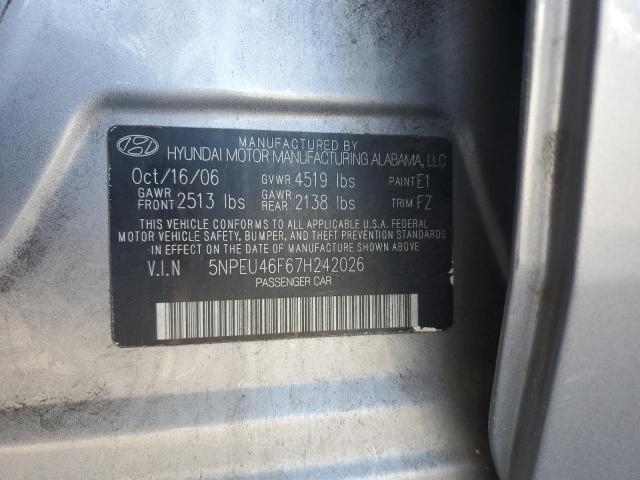 MANUFACTURED BY
HYUNDAI MOTOR MANUFACTURING ALABAMA, LLC
Oct/16/06 GVWR 4519 lbs PAINT E1
GAWR FRONT 2513 lbs GAWR REAR 2138 lbs TRIM FZ
THIS VEHICLE CONFORMS TO ALL APPLICABLE U.S.A. FEDERAL
MOTOR VEHICLE SAFETY, BUMPER, AND THEFT PREVENTION STANDARDS
IN EFFECT ON THE DATE OF MANUFACTURE SHOWN ABOVE.
V.I.N 5NPEU46F67H242026
PASSENGER CAR